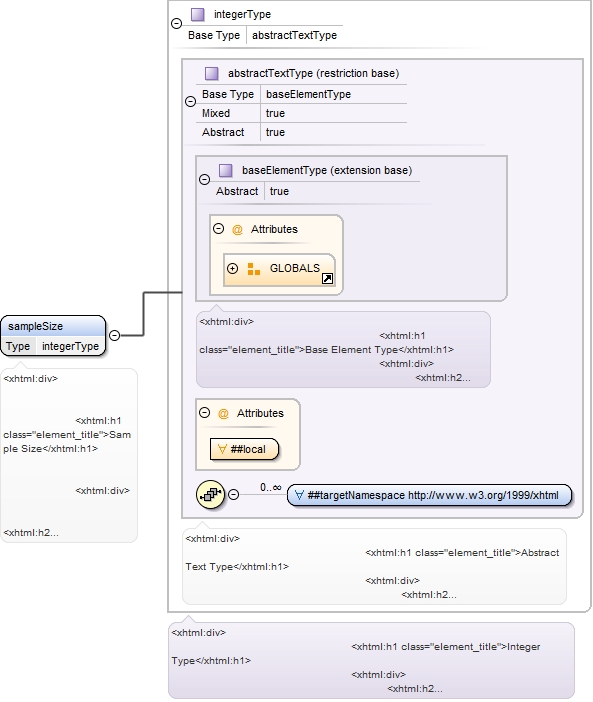 integerType
Base Type abstractTextType
abstractTextType (restriction base)
Base Type baseElementType
Mixed true
Abstract true
baseElementType (extension base)
Abstract true
@ Attributes
GLOBALS
<xhtml:div>
<xhtml:h1
class="element_title">Base Element Type</xhtml:h1>
<xhtml:div>
<xhtml:h2...
sampleSize
Type integerType
<xhtml:div>
<xhtml:h1
class="element_title">Sam
ple Size</xhtml:h1>
<xhtml:div>
<xhtml:h2...
@ Attributes
∀ ##local
0..∞
∀ ##targetNamespace http://www.w3.org/1999/xhtml
<xhtml:div>
<xhtml:h1 class="element_title">Abstract
Text Type</xhtml:h1>
<xhtml:div>
<xhtml:h2...
<xhtml:div>
<xhtml:h1 class="element_title">Integer
Type</xhtml:h1>
<xhtml:div>
<xhtml:h2...